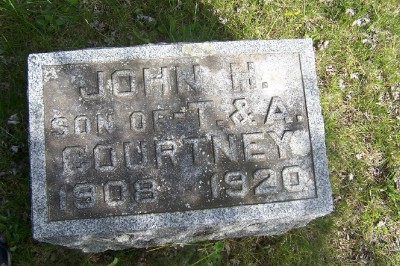 JOHN H.
SON OF T. & A.
COURTNEY
1908 1920